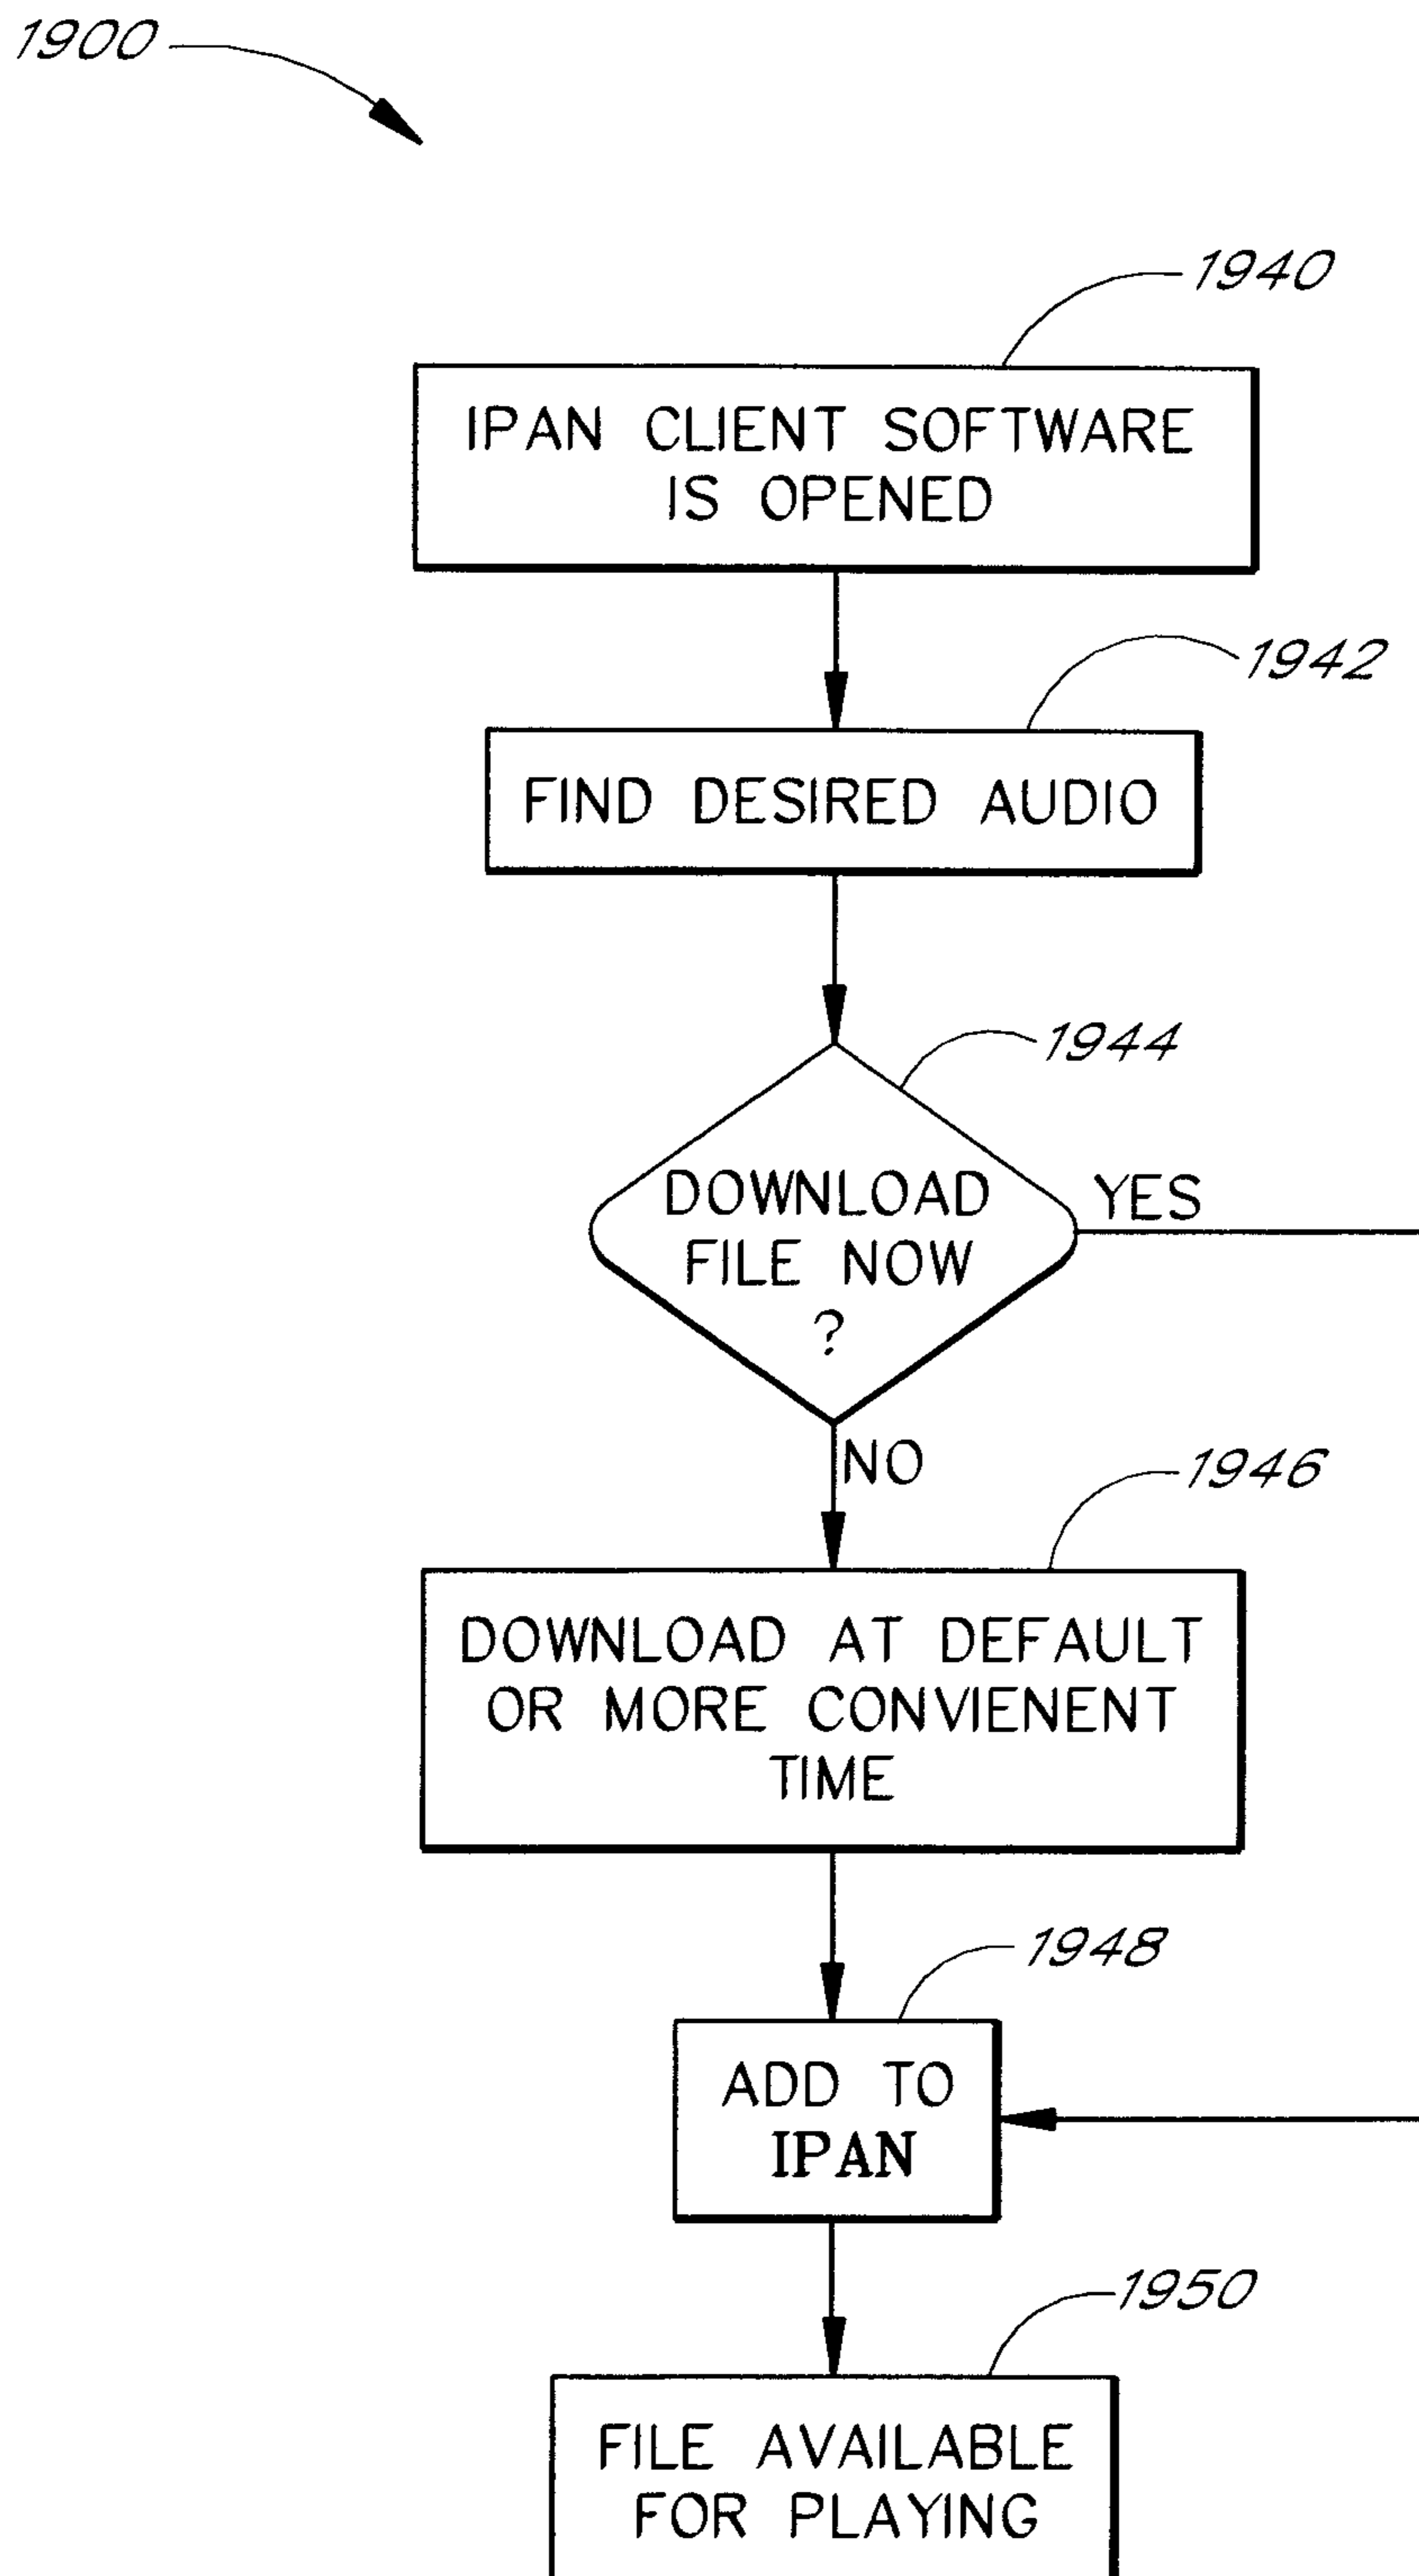 1900
1940
IPAN CLIENT SOFTWARE
IS OPENED
1942
FIND DESIRED AUDIO
1944
DOWNLOAD
FILE NOW
?
YES
NO
1946
DOWNLOAD AT DEFAULT
OR MORE CONVIENENT
TIME
1948
ADD TO
IPAN
1950
FILE AVAILABLE
FOR PLAYING